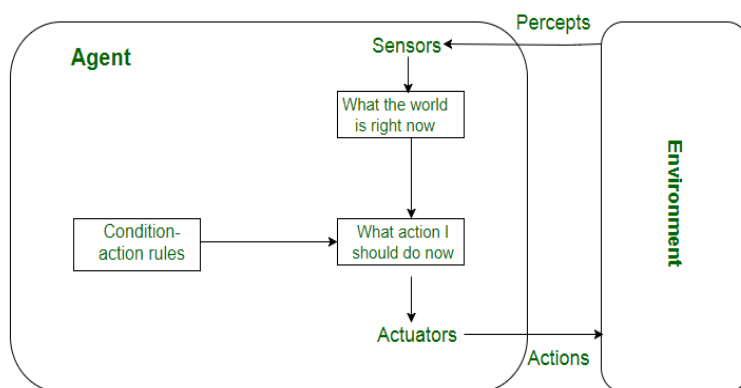 Percepts
Sensors
Agent
What the world
is right now
Environment
Condition-
action rules
What action I
should do now
Actuators
Actions